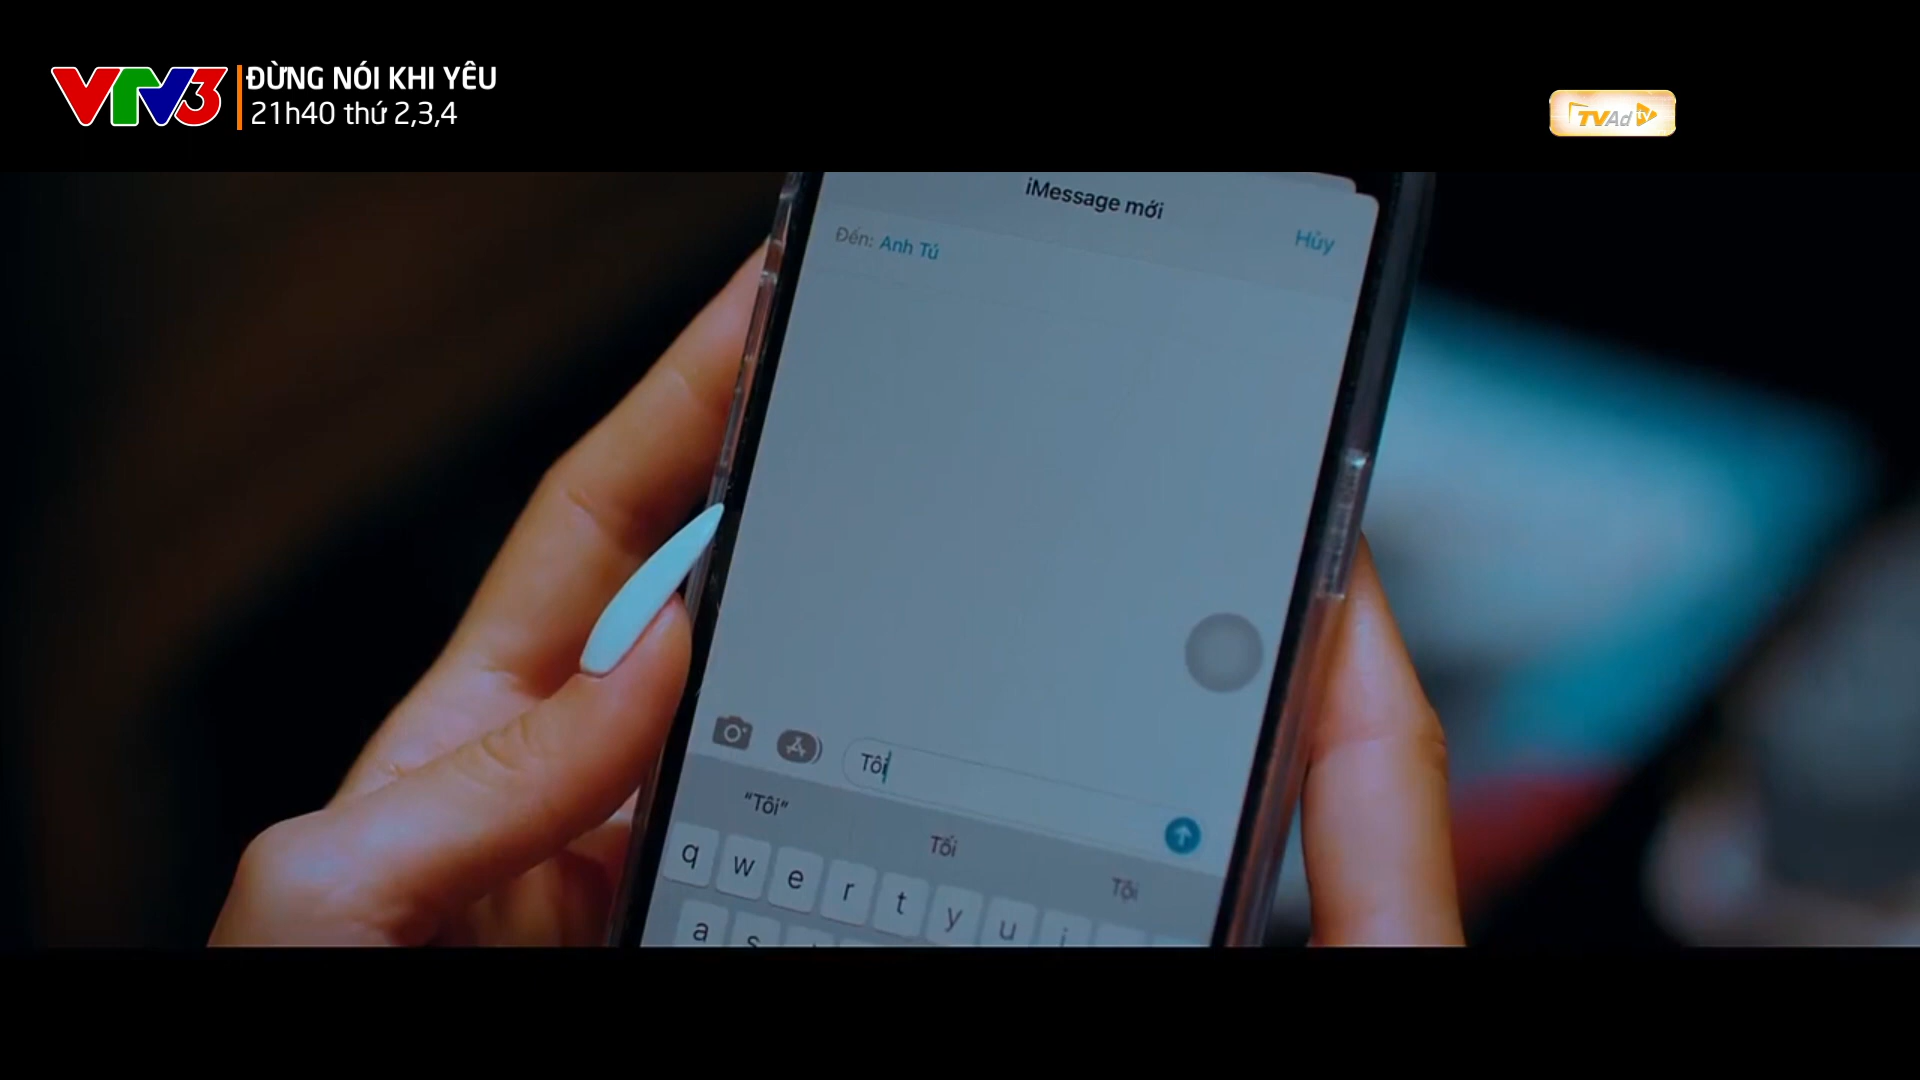 VTV3
ĐỪNG NÓI KHI YÊU
21h40 thứ 2,3,4
TVAd tv
iMessage mới
Hủy
Đến: Anh Tú
Tôi
“Tôi” Tối Tội
q w e r t y u i
a s